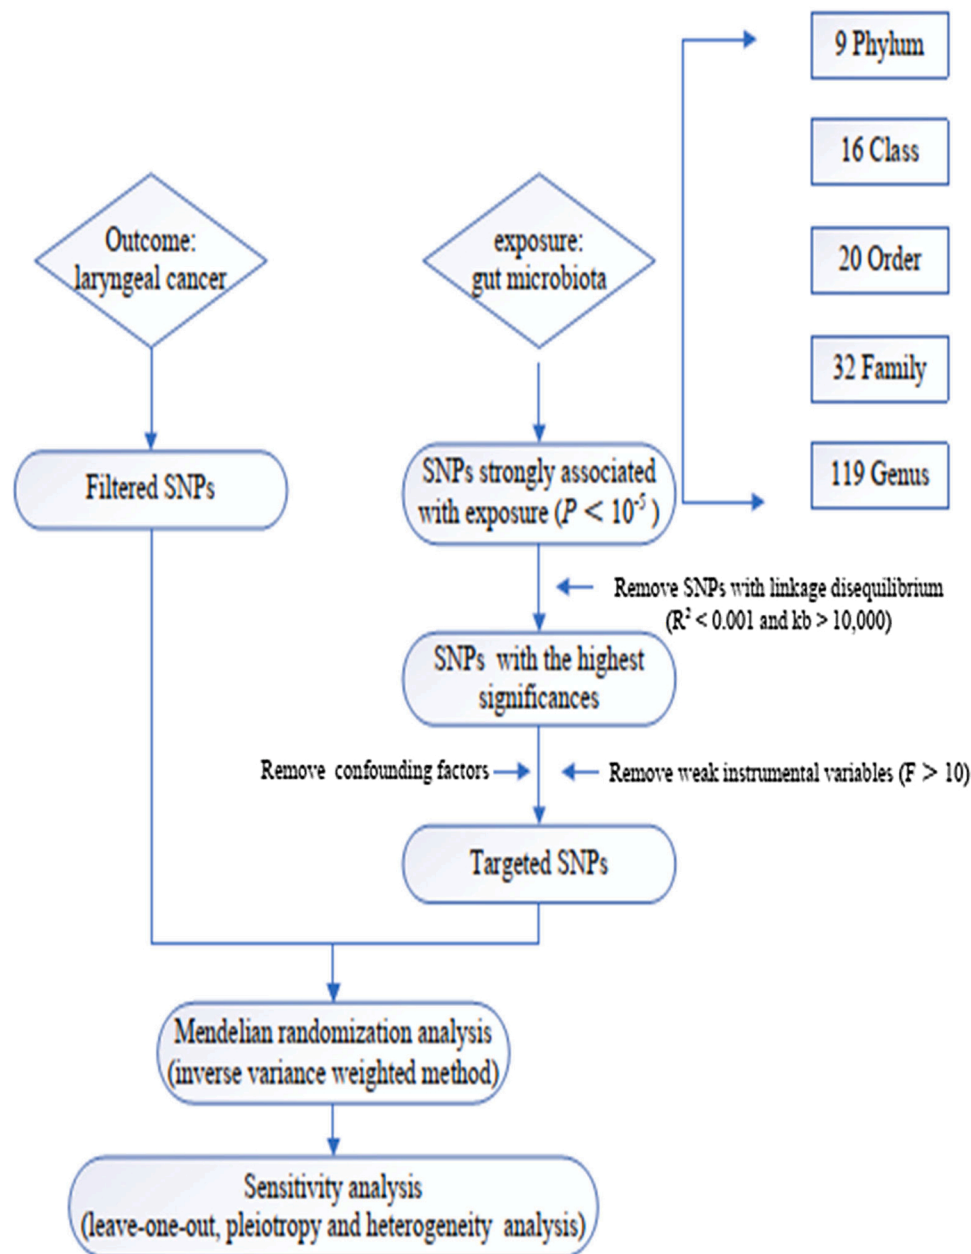 9 Phylum
16 Class
20 Order
32 Family
119 Genus
Outcome:
laryngeal cancer
exposure:
gut microbiota
Filtered SNPs
SNPs strongly associated
with exposure (P < 10⁻⁵ )
Remove SNPs with linkage disequilibrium
(R² < 0.001 and kb > 10,000)
SNPs with the highest
significances
Remove confounding factors
Remove weak instrumental variables (F > 10)
Targeted SNPs
Mendelian randomization analysis
(inverse variance weighted method)
Sensitivity analysis
(leave-one-out, pleiotropy and heterogeneity analysis)